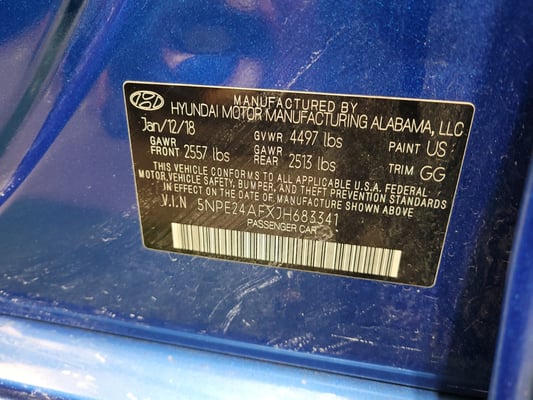 MANUFACTURED BY
HYUNDAI MOTOR MANUFACTURING ALABAMA, LLC
Jan/12/18 GVWR 4497 lbs PAINT US
GAWR FRONT 2557 lbs GAWR REAR 2513 lbs TRIM GG
THIS VEHICLE CONFORMS TO ALL APPLICABLE U.S.A. FEDERAL
MOTOR VEHICLE SAFETY, BUMPER, AND THEFT PREVENTION STANDARDS
IN EFFECT ON THE DATE OF MANUFACTURE SHOWN ABOVE
V.I.N 5NPE24AFXJH683341
PASSENGER CAR